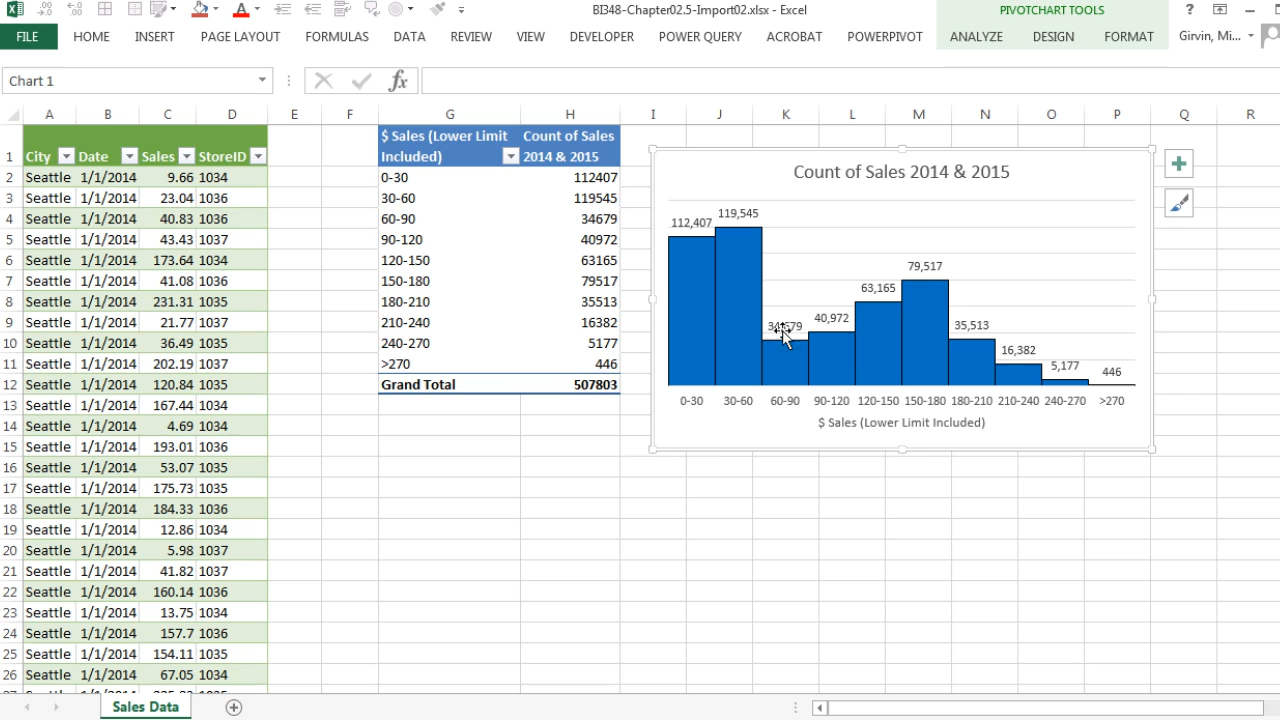 BI348-Chapter02.5-Import02.xlsx - Excel
PIVOTCHART TOOLS
?
FILE HOME INSERT PAGE LAYOUT FORMULAS DATA REVIEW VIEW DEVELOPER POWER QUERY ACROBAT POWERPIVOT ANALYZE DESIGN FORMAT Girvin, Mi...
Chart 1
fx
A B C D E F G H I J K L M N O P Q R
$ Sales (Lower Limit Count of Sales
1 City Date Sales StoreID Included) 2014 & 2015
2 Seattle 1/1/2014 9.66 1034 0-30 112407
3 Seattle 1/1/2014 23.04 1036 30-60 119545
4 Seattle 1/1/2014 40.83 1036 60-90 34679
5 Seattle 1/1/2014 43.43 1037 90-120 40972
6 Seattle 1/1/2014 173.64 1034 120-150 63165
7 Seattle 1/1/2014 41.08 1036 150-180 79517
8 Seattle 1/1/2014 231.31 1035 180-210 35513
9 Seattle 1/1/2014 21.77 1037 210-240 16382
10 Seattle 1/1/2014 36.49 1035 240-270 5177
11 Seattle 1/1/2014 202.19 1037 >270 446
12 Seattle 1/1/2014 120.84 1035 Grand Total 507803
13 Seattle 1/1/2014 167.44 1034
14 Seattle 1/1/2014 4.69 1034
15 Seattle 1/1/2014 193.01 1036
16 Seattle 1/1/2014 53.07 1035
17 Seattle 1/1/2014 175.73 1035
18 Seattle 1/1/2014 184.33 1036
19 Seattle 1/1/2014 12.86 1034
20 Seattle 1/1/2014 5.98 1037
21 Seattle 1/1/2014 41.82 1037
22 Seattle 1/1/2014 160.14 1036
23 Seattle 1/1/2014 13.75 1034
24 Seattle 1/1/2014 157.7 1036
25 Seattle 1/1/2014 154.11 1035
26 Seattle 1/1/2014 67.05 1034
Count of Sales 2014 & 2015
112,407 119,545 40,972 63,165 79,517 35,513 16,382 5,177 446
0-30 30-60 60-90 90-120 120-150 150-180 180-210 210-240 240-270 >270
$ Sales (Lower Limit Included)
Sales Data